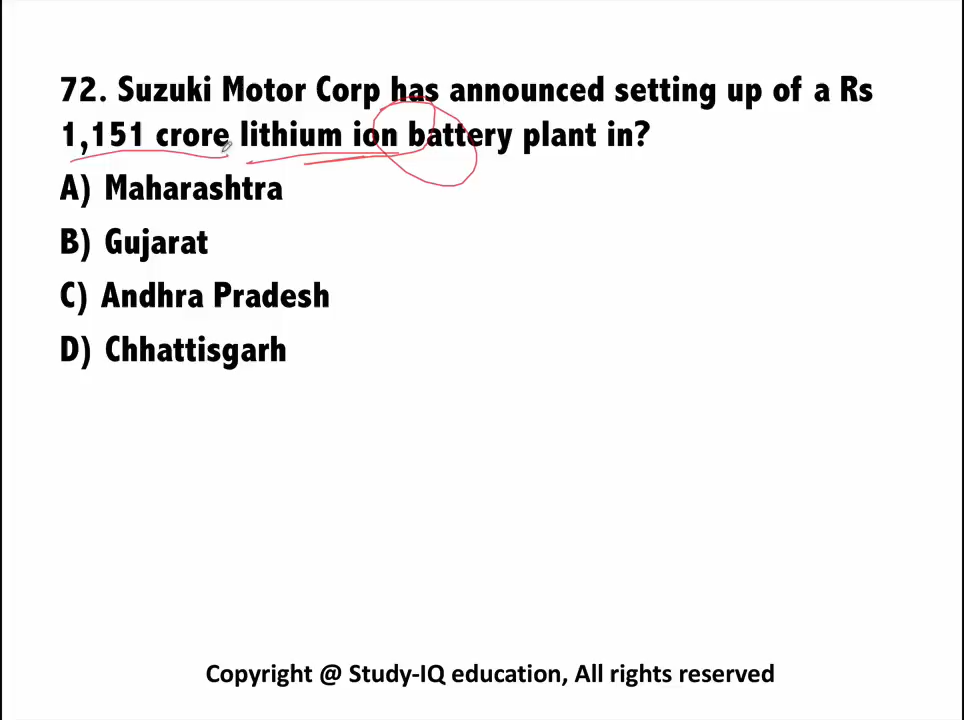 72. Suzuki Motor Corp has announced setting up of a Rs
1,151 crore lithium ion battery plant in?
A) Maharashtra
B) Gujarat
C) Andhra Pradesh
D) Chhattisgarh
Copyright @ Study-IQ education, All rights reserved